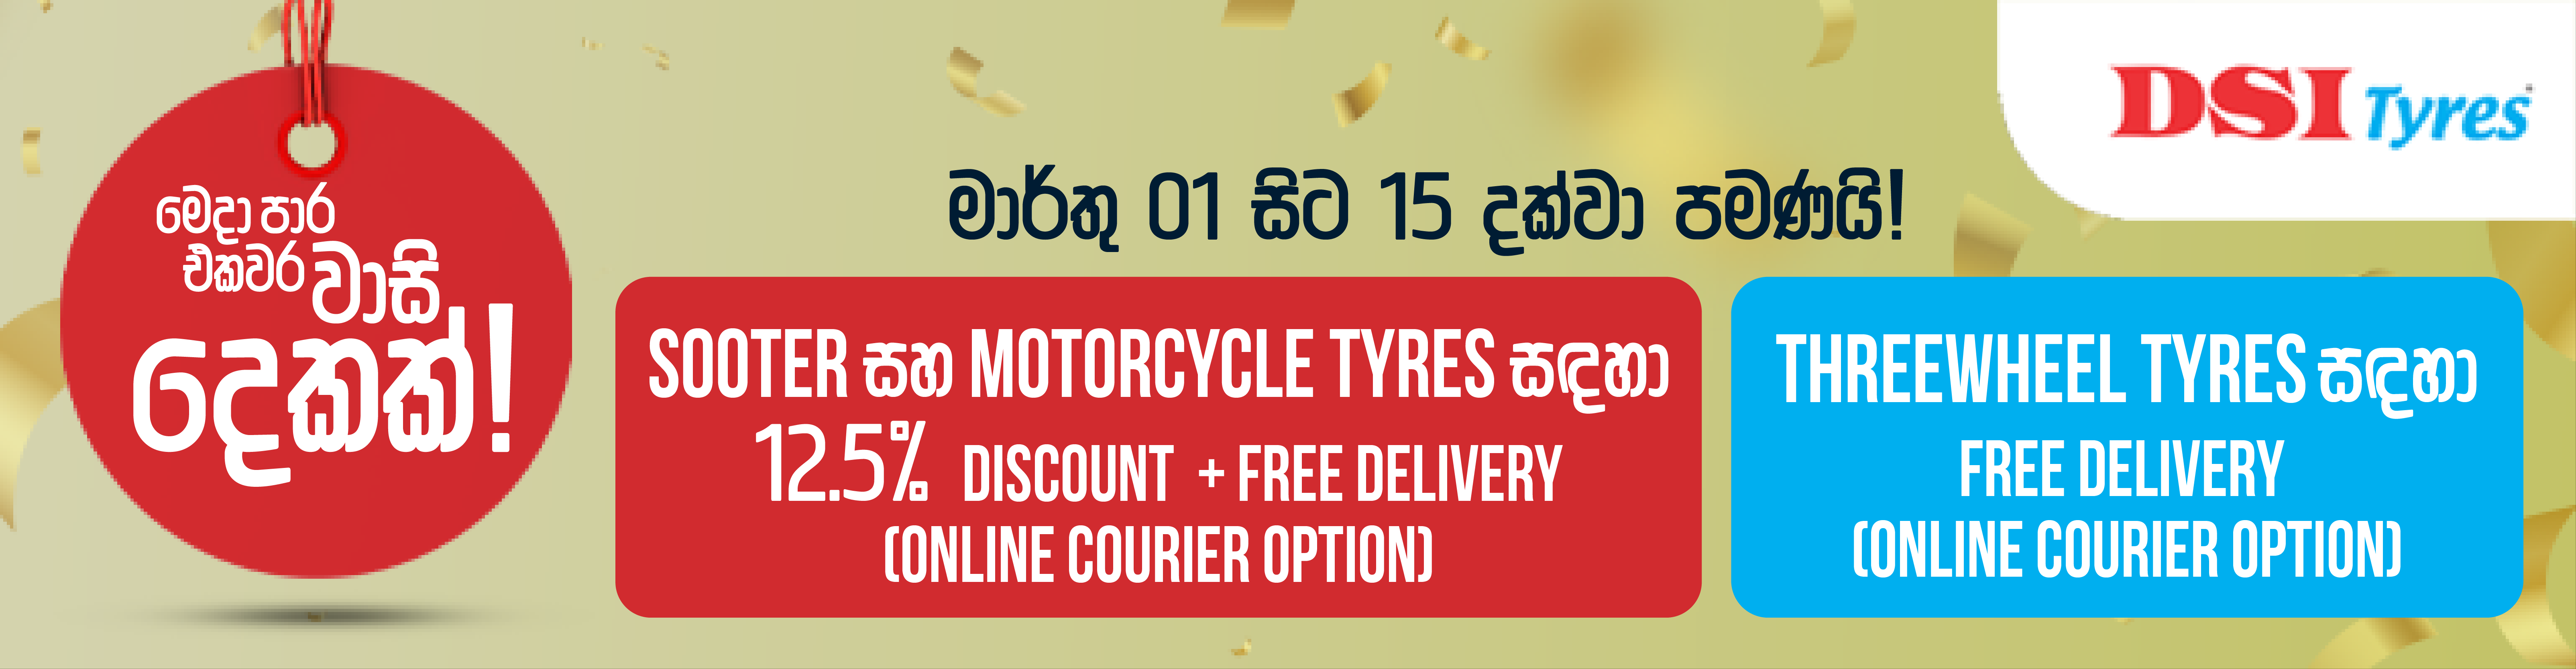 මෙදා පාර
එකවර වාසි
දෙකක්!
මාර්තු 01 සිට 15 දක්වා පමණයි!
SOOTER සහ MOTORCYCLE TYRES සඳහා
12.5% DISCOUNT + FREE DELIVERY
(ONLINE COURIER OPTION)
DSI Tyres
THREEWHEEL TYRES සඳහා
FREE DELIVERY
(ONLINE COURIER OPTION)